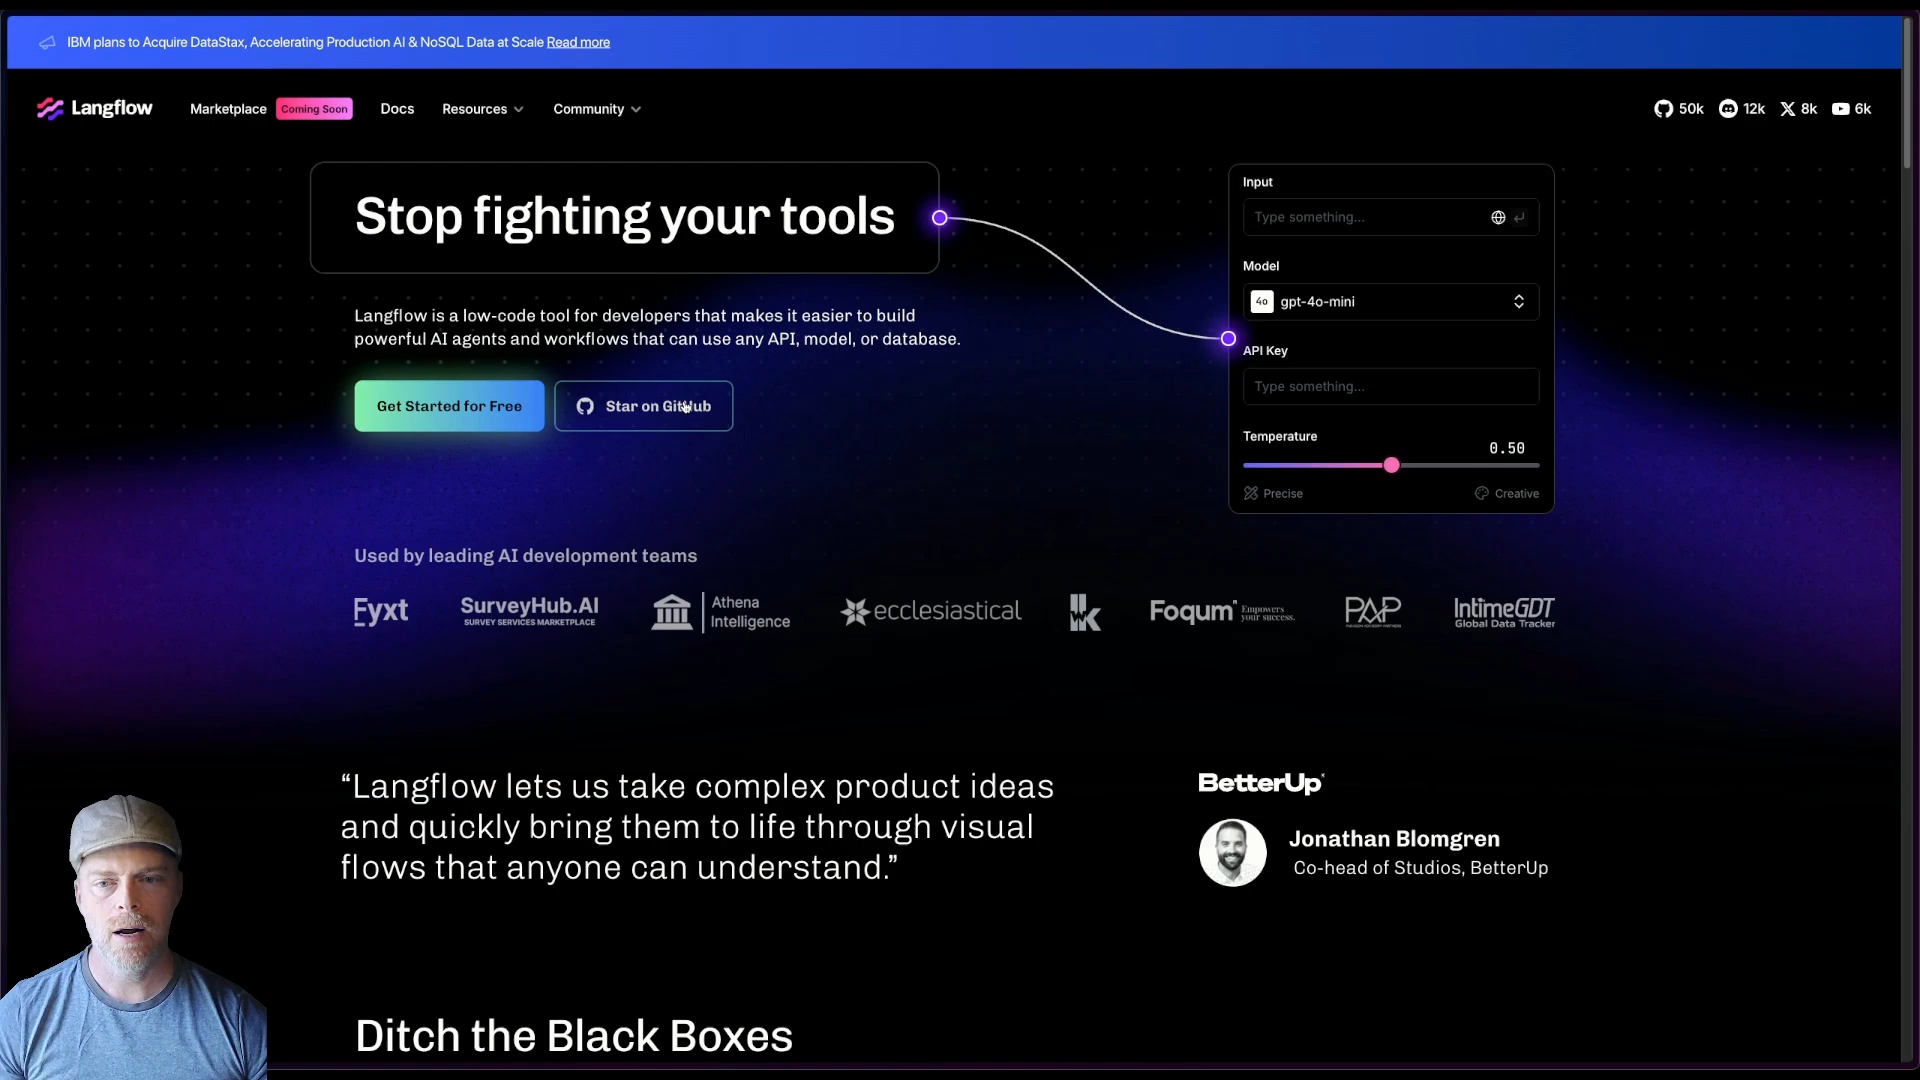 IBM plans to Acquire DataStax, Accelerating Production AI & NoSQL Data at Scale Read more
Langflow Marketplace Coming Soon Docs Resources Community 50k 12k 8k 6k
Stop fighting your tools
Langflow is a low-code tool for developers that makes it easier to build
powerful AI agents and workflows that can use any API, model, or database.
Get Started for Free Star on GitHub
Input
Type something...
Model
4o gpt-4o-mini
API Key
Type something...
Temperature
0.50
Precise Creative
Used by leading AI development teams
Fyxt
SurveyHub.AI
SURVEY SERVICES MARKETPLACE
Athena
Intelligence
ecclesiastical
Foqum Empowers
your success.
PAP
IntimeGDT
Global Data Tracker
“Langflow lets us take complex product ideas
and quickly bring them to life through visual
flows that anyone can understand.”
BetterUp
Jonathan Blomgren
Co-head of Studios, BetterUp
Ditch the Black Boxes